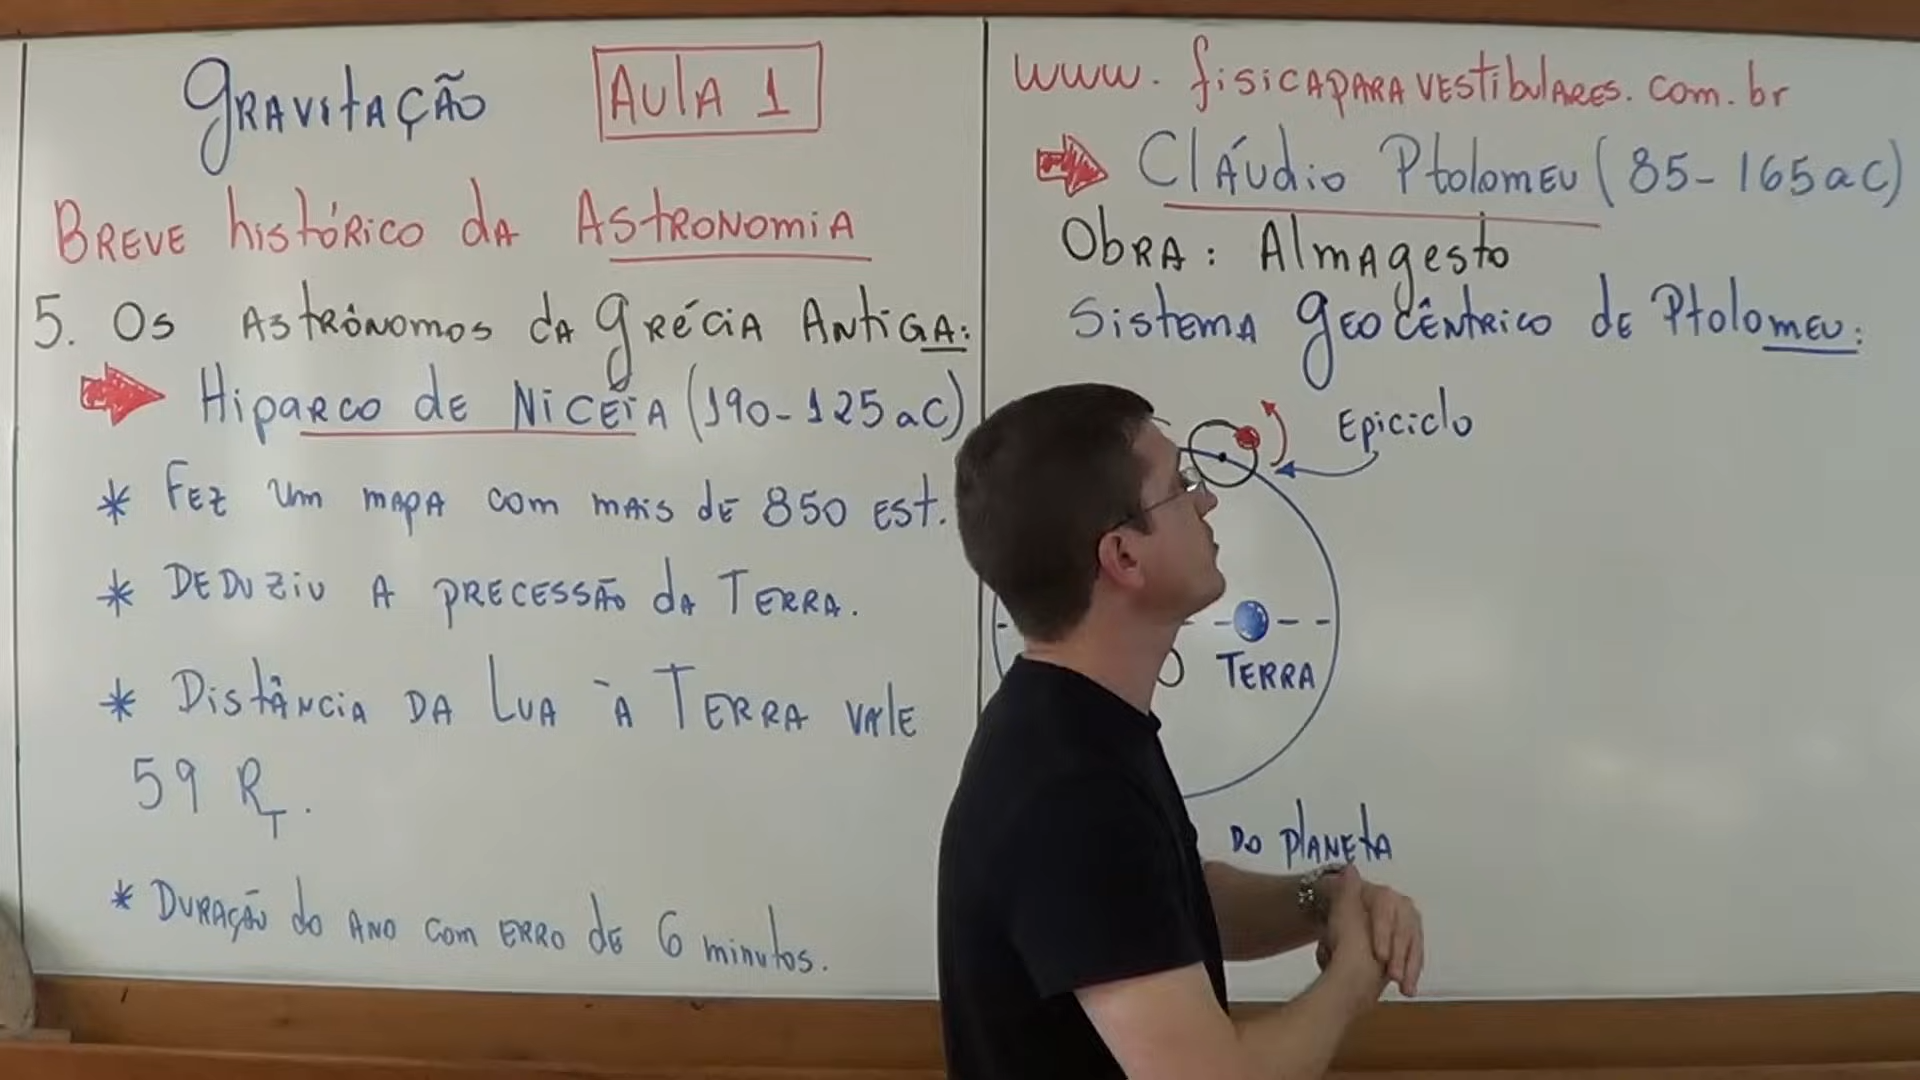 Gravitação
Aula 1
Breve histórico da Astronomia
5. Os Astrônomos da Grécia Antiga:
Hiparco de Niceia (190-125 aC)
* Fez um mapa com mais de 850 est.
* Deduziu a precessão da Terra.
* Distância da Lua à Terra vale
59 RT.
* Duração do ano com erro de 6 minutos.
www.fisicaparavestibulares.com.br
Cláudio Ptolomeu (85-165 aC)
Obra: Almagesto
Sistema Geocêntrico de Ptolomeu:
Epiciclo
Terra
do planeta